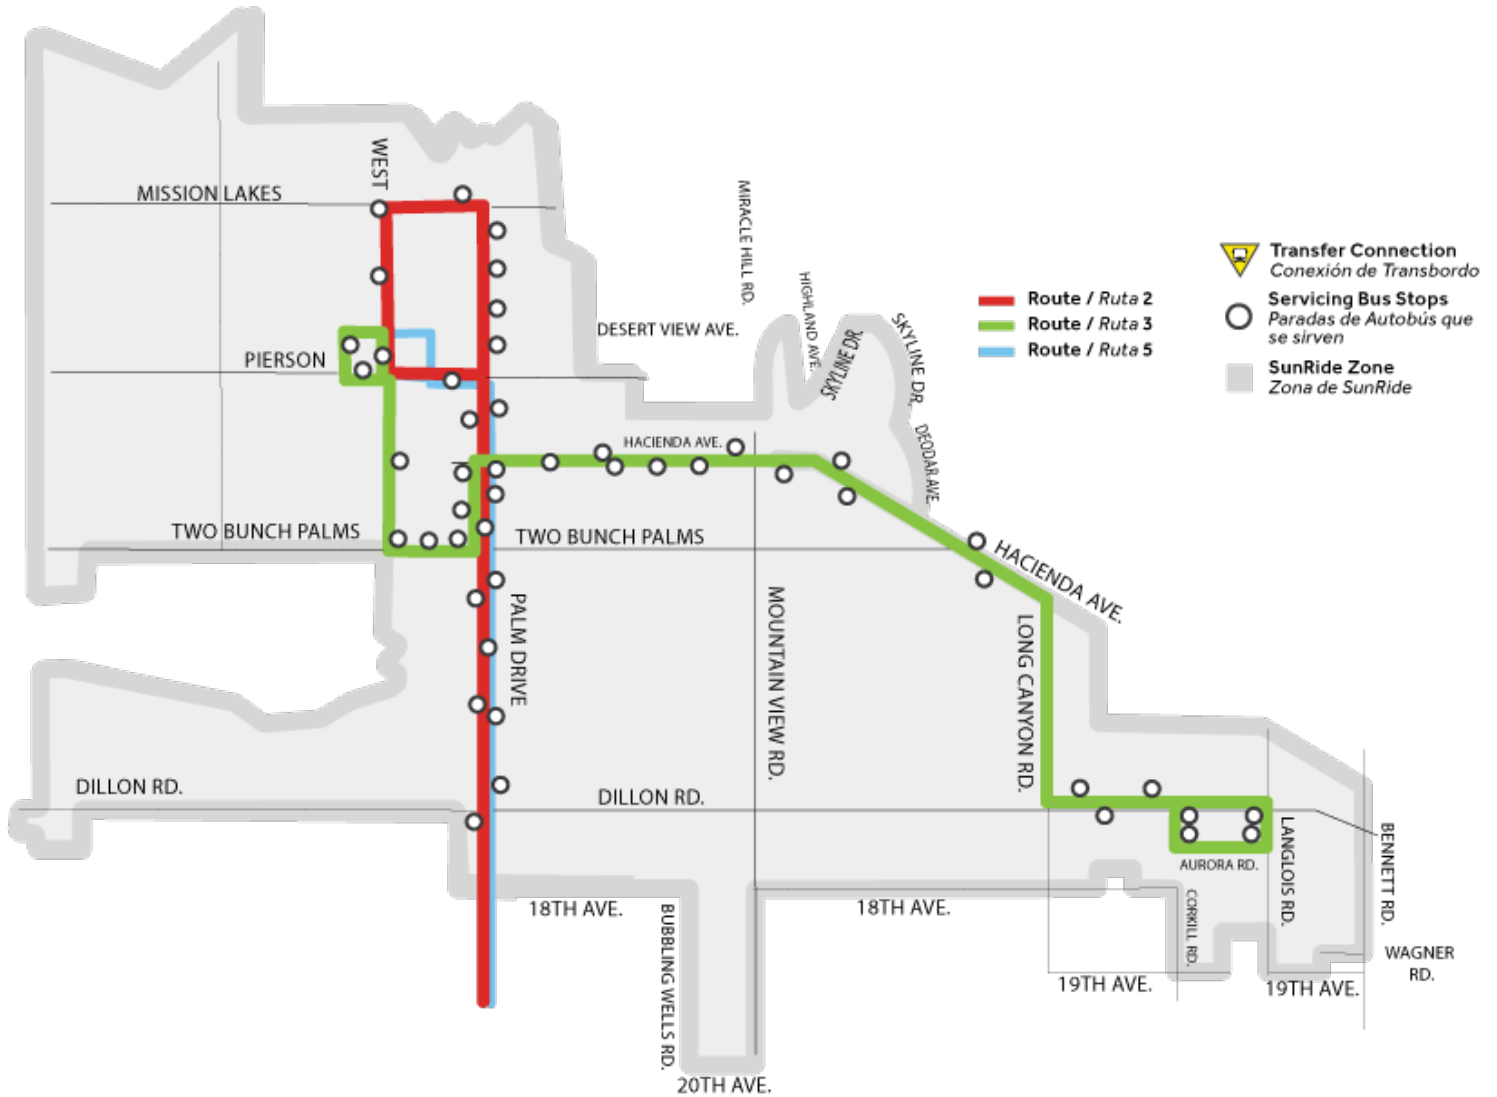 WEST
MISSION LAKES
MIRACLE HILL RD.
Transfer Connection
Conexión de Transbordo
HIGHLAND AVE.
Servicing Bus Stops
Paradas de Autobús que
se sirven
Route / Ruta 2
Route / Ruta 3
Route / Ruta 5
DESERT VIEW AVE.
SKYLINE DR.
SKYLINE DR.
PIERSON
SunRide Zone
Zona de SunRide
HACIENDA AVE.
DEODAR AVE.
TWO BUNCH PALMS
TWO BUNCH PALMS
HACIENDA AVE.
PALM DRIVE
MOUNTAIN VIEW RD.
LONG CANYON RD.
DILLON RD.
DILLON RD.
LANGLOIS RD.
BENNETT RD.
AURORA RD.
18TH AVE.
BUBBLING WELLS RD.
18TH AVE.
CORKILL RD.
WAGNER
RD.
19TH AVE.
19TH AVE.
20TH AVE.